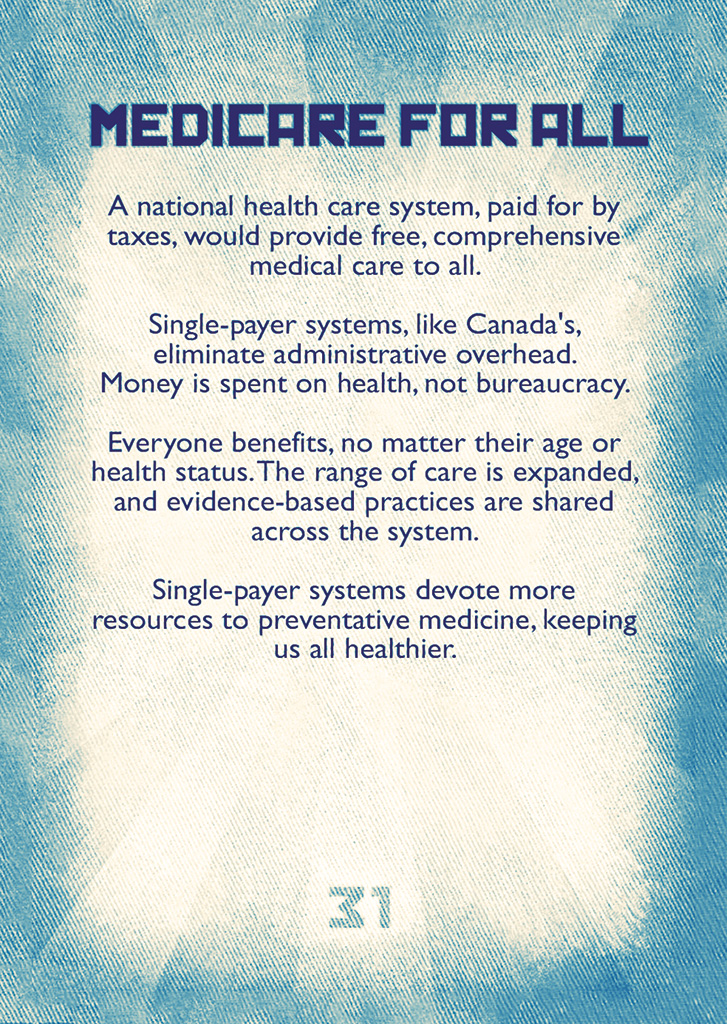 MEDICARE FOR ALL
A national health care system, paid for by
taxes, would provide free, comprehensive
medical care to all.
Single-payer systems, like Canada's,
eliminate administrative overhead.
Money is spent on health, not bureaucracy.
Everyone benefits, no matter their age or
health status. The range of care is expanded,
and evidence-based practices are shared
across the system.
Single-payer systems devote more
resources to preventative medicine, keeping
us all healthier.
31